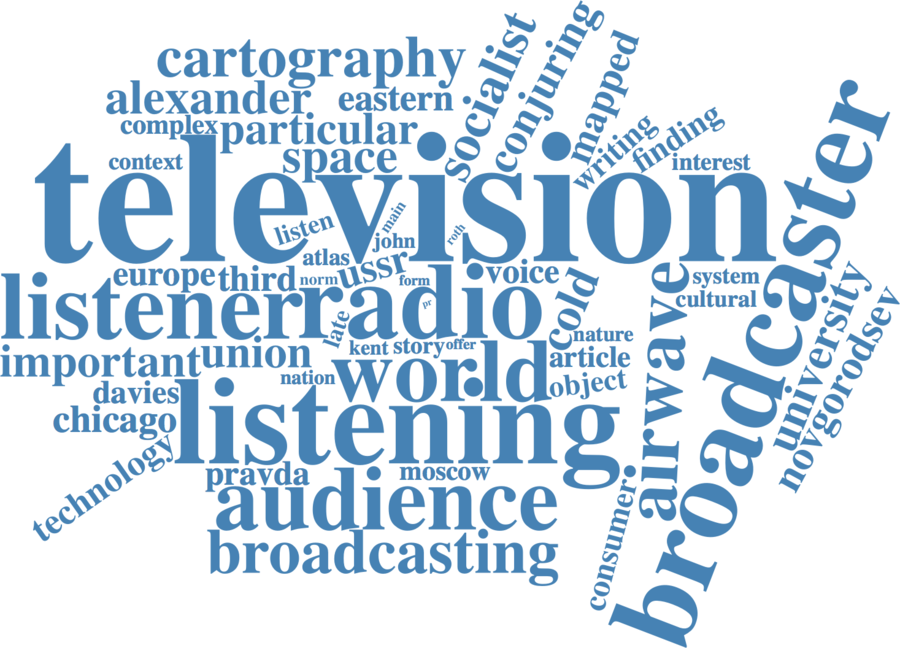 cartography
socialist
conjuring
mapped
alexander
eastern
complex
particular
writing
finding
context
space
interest
television
broadcaster
listen
main
john
roth
atlas
europe
third
norm
ussr
form
voice
system
cultural
listener
radio
pr
cold
airwave
university
novgorodsev
late
nature
important
union
kent
story
offer
article
nation
world
object
davies
chicago
listening
technology
pravda
moscow
audience
consumer
broadcasting